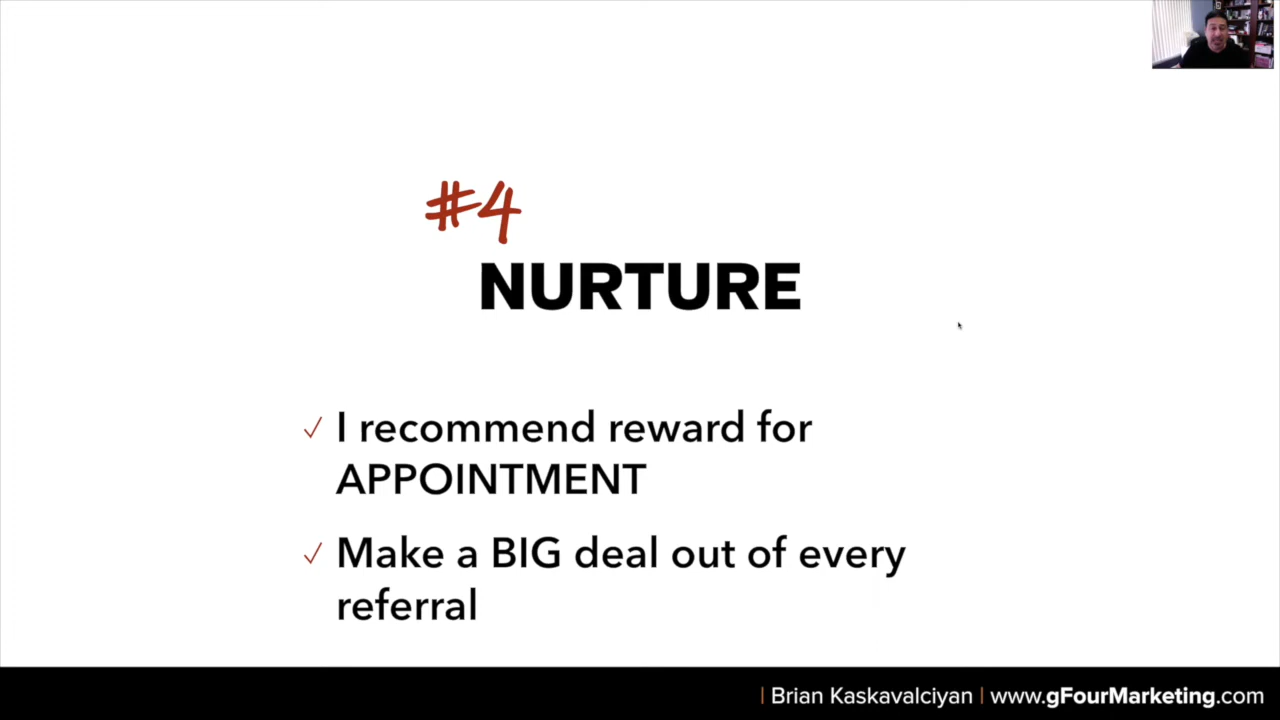 #4
NURTURE
✓ I recommend reward for
APPOINTMENT
✓ Make a BIG deal out of every
referral
| Brian Kaskavalciyan | www.gFourMarketing.com